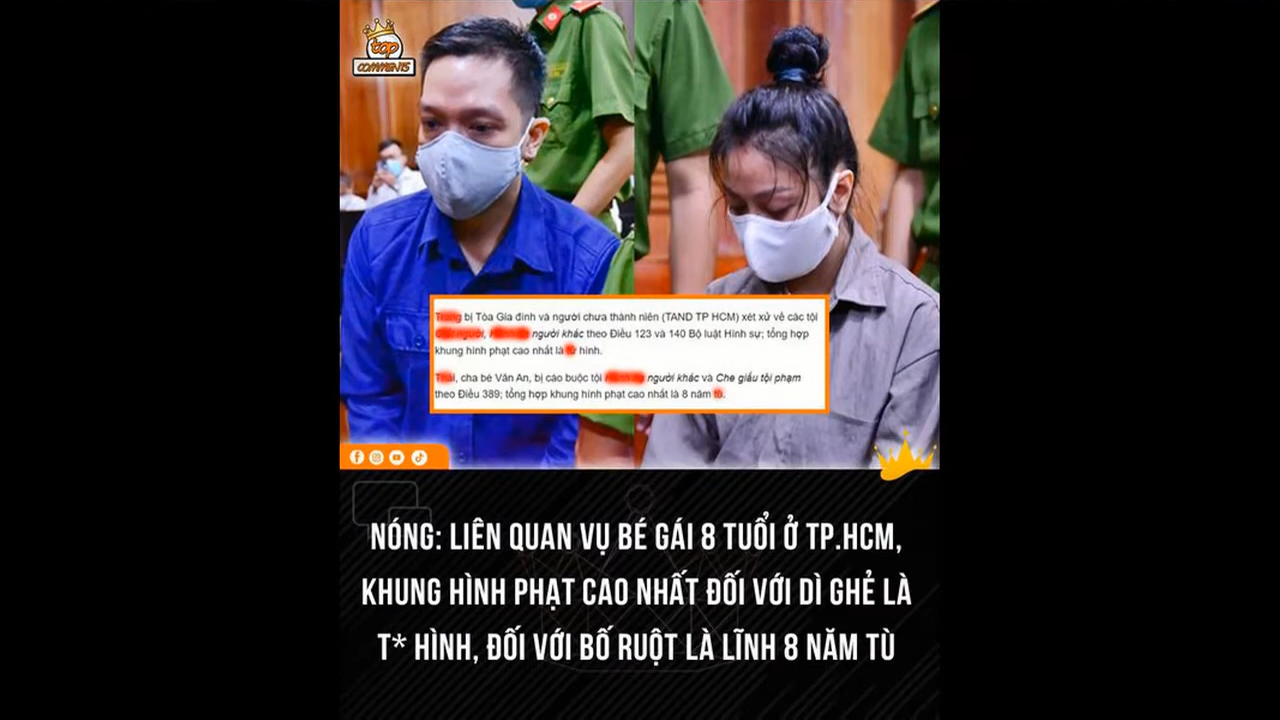 top
COMMENTS
bị Tòa Gia đình và người chưa thành niên (TAND TP HCM) xét xử về các tội
người khác theo Điều 123 và 140 Bộ luật Hình sự; tổng hợp
khung hình phạt cao nhất là hình.
cha bé Vân An, bị cáo buộc tội người khác và Che giấu tội phạm
theo Điều 389; tổng hợp khung hình phạt cao nhất là 8 năm
NÓNG: LIÊN QUAN VỤ BÉ GÁI 8 TUỔI Ở TP.HCM,
KHUNG HÌNH PHẠT CAO NHẤT ĐỐI VỚI DÌ GHẺ LÀ
T* HÌNH, ĐỐI VỚI BỐ RUỘT LÀ LĨNH 8 NĂM TÙ